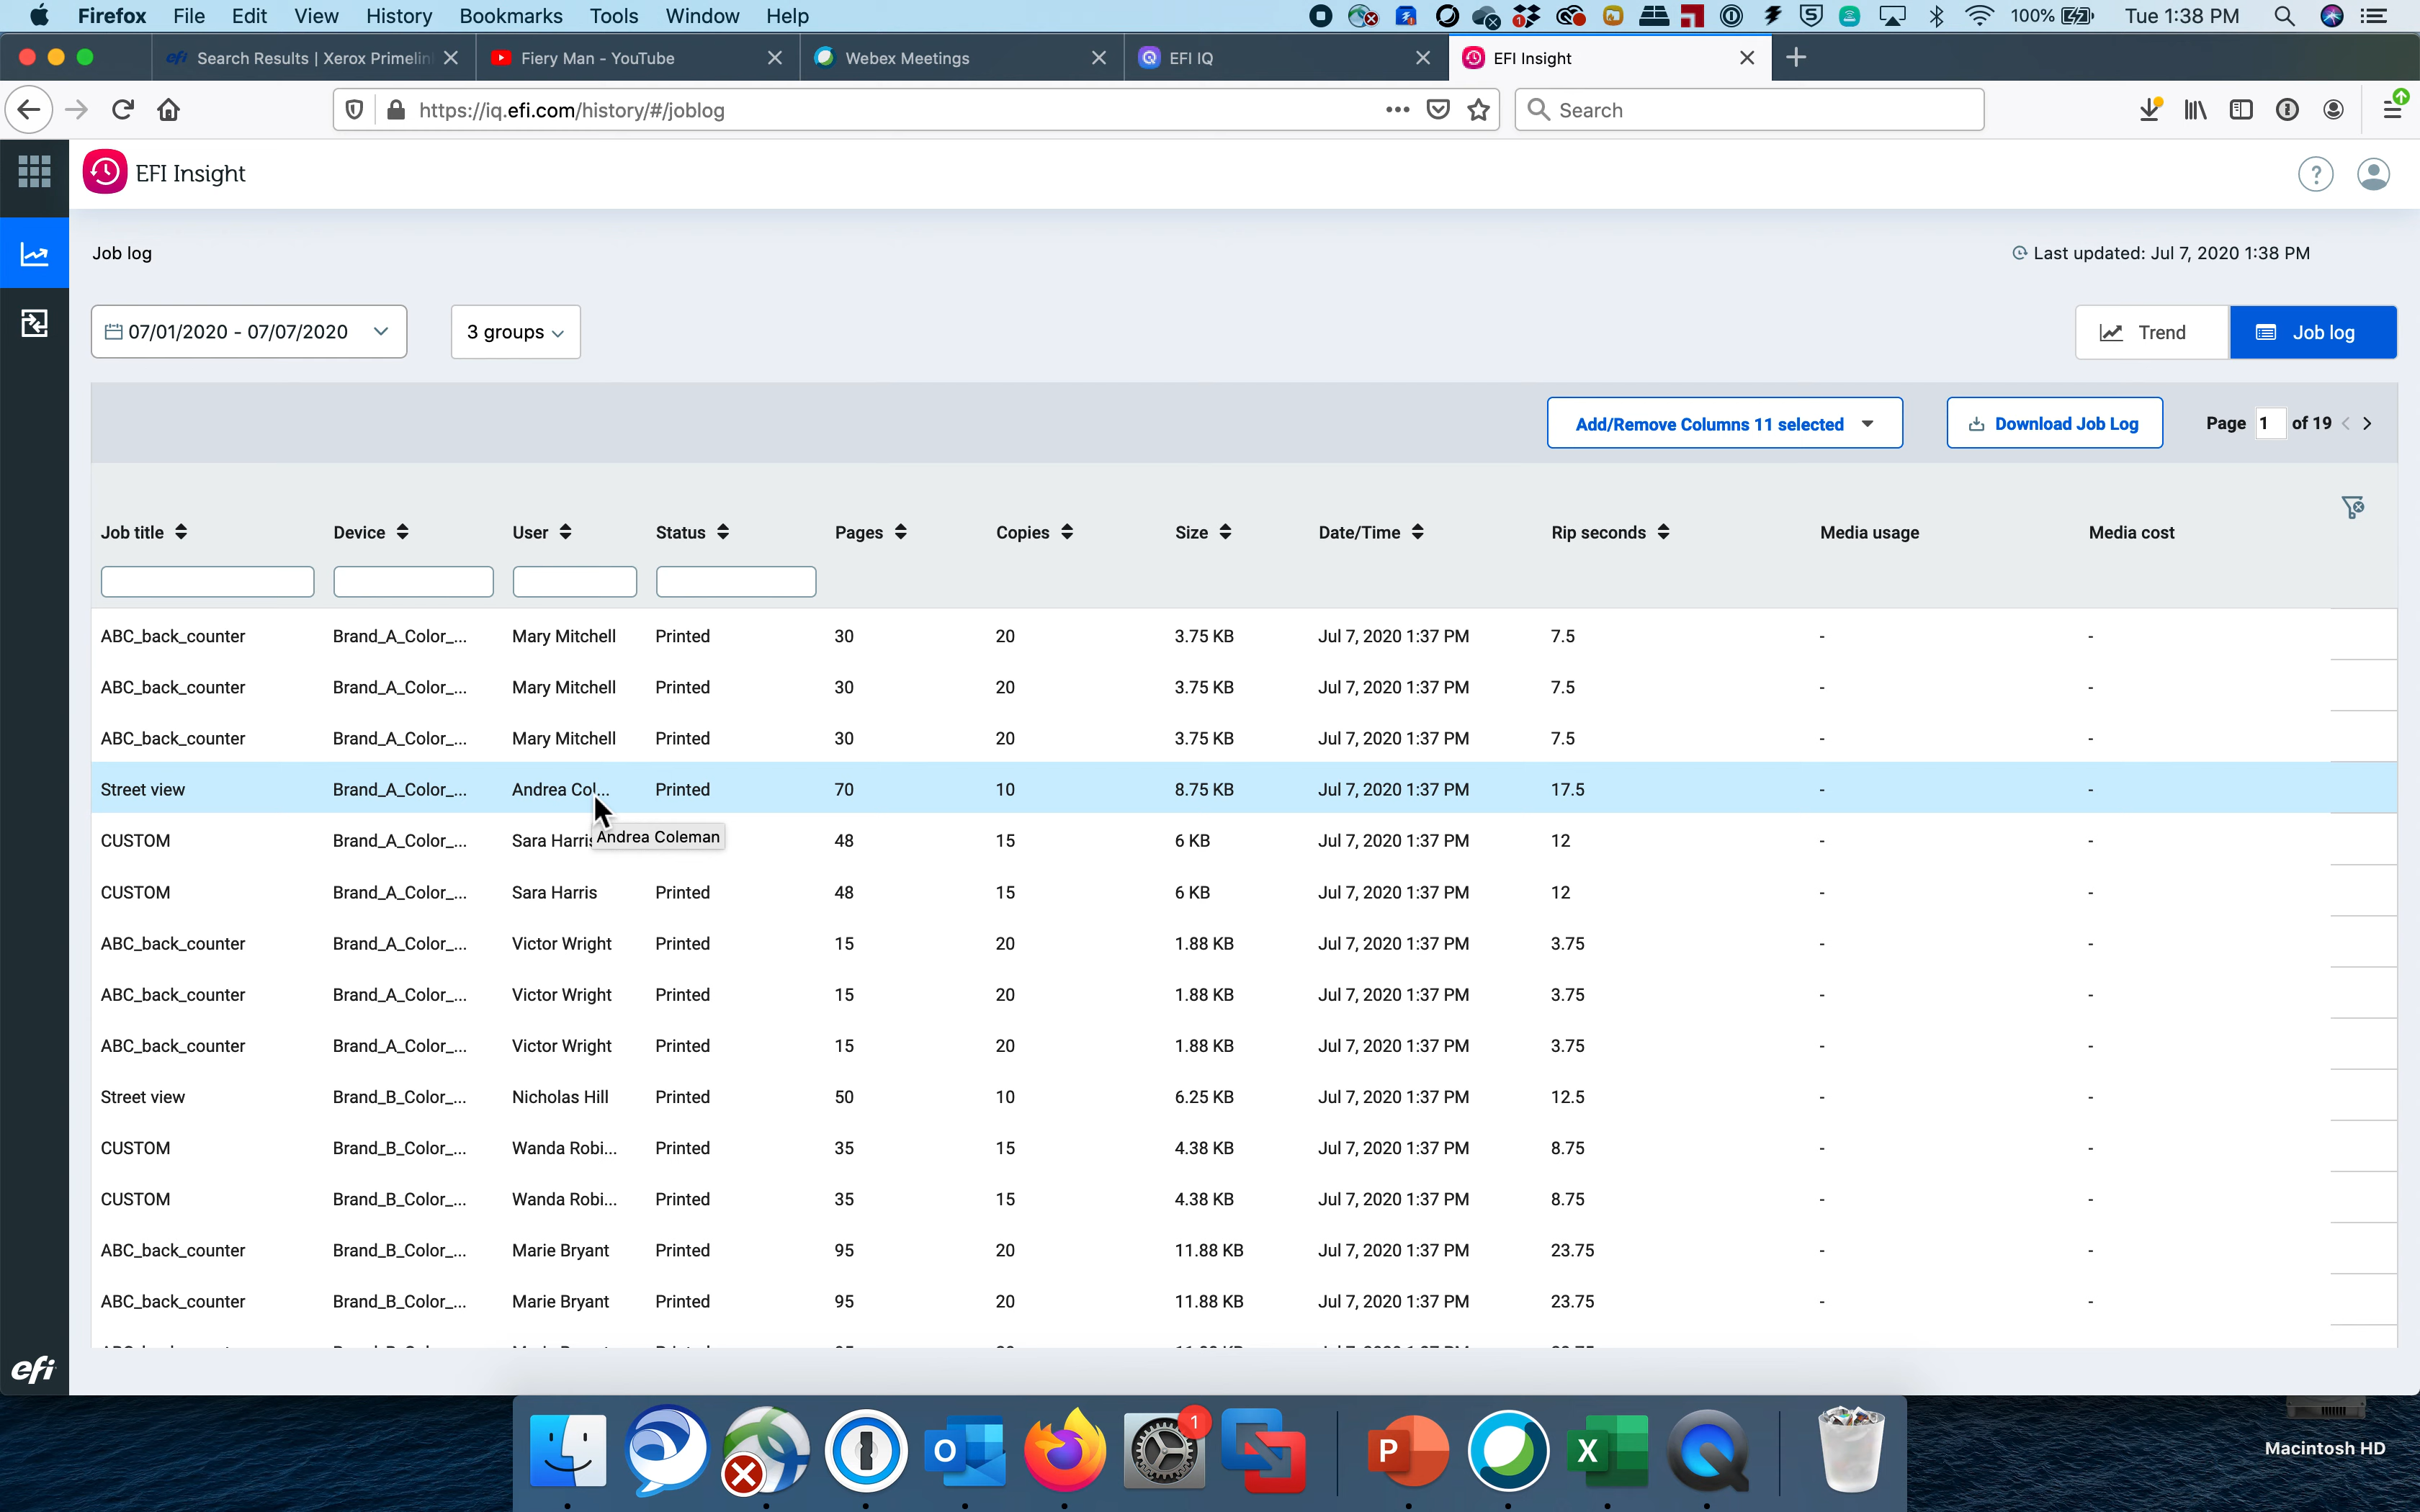 Firefox File Edit View History Bookmarks Tools Window Help 100% Tue 1:38 PM
efi Search Results | Xerox Primelin Fiery Man - YouTube Webex Meetings EFI IQ EFI Insight
https://iq.efi.com/history/#/joblog Search
EFI Insight
Job log Last updated: Jul 7, 2020 1:38 PM
07/01/2020 - 07/07/2020 3 groups Trend Job log
Add/Remove Columns 11 selected Download Job Log Page 1 of 19
Job title Device User Status Pages Copies Size Date/Time Rip seconds Media usage Media cost
ABC_back_counter Brand_A_Color_... Mary Mitchell Printed 30 20 3.75 KB Jul 7, 2020 1:37 PM 7.5 - -
ABC_back_counter Brand_A_Color_... Mary Mitchell Printed 30 20 3.75 KB Jul 7, 2020 1:37 PM 7.5 - -
ABC_back_counter Brand_A_Color_... Mary Mitchell Printed 30 20 3.75 KB Jul 7, 2020 1:37 PM 7.5 - -
Street view Brand_A_Color_... Andrea Col... Printed 70 10 8.75 KB Jul 7, 2020 1:37 PM 17.5 - -
Andrea Coleman
CUSTOM Brand_A_Color_... Sara Harris 48 15 6 KB Jul 7, 2020 1:37 PM 12 - -
CUSTOM Brand_A_Color_... Sara Harris Printed 48 15 6 KB Jul 7, 2020 1:37 PM 12 - -
ABC_back_counter Brand_A_Color_... Victor Wright Printed 15 20 1.88 KB Jul 7, 2020 1:37 PM 3.75 - -
ABC_back_counter Brand_A_Color_... Victor Wright Printed 15 20 1.88 KB Jul 7, 2020 1:37 PM 3.75 - -
ABC_back_counter Brand_A_Color_... Victor Wright Printed 15 20 1.88 KB Jul 7, 2020 1:37 PM 3.75 - -
Street view Brand_B_Color_... Nicholas Hill Printed 50 10 6.25 KB Jul 7, 2020 1:37 PM 12.5 - -
CUSTOM Brand_B_Color_... Wanda Robi... Printed 35 15 4.38 KB Jul 7, 2020 1:37 PM 8.75 - -
CUSTOM Brand_B_Color_... Wanda Robi... Printed 35 15 4.38 KB Jul 7, 2020 1:37 PM 8.75 - -
ABC_back_counter Brand_B_Color_... Marie Bryant Printed 95 20 11.88 KB Jul 7, 2020 1:37 PM 23.75 - -
ABC_back_counter Brand_B_Color_... Marie Bryant Printed 95 20 11.88 KB Jul 7, 2020 1:37 PM 23.75 - -
efi
1
Macintosh HD